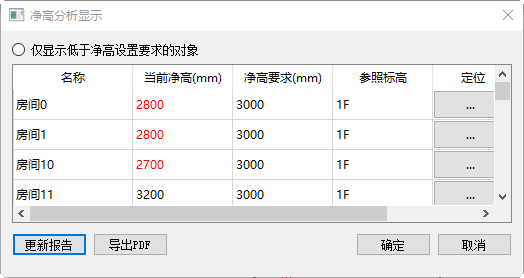 净高分析显示
仅显示低于净高设置要求的对象
名称 当前净高(mm) 净高要求(mm) 参照标高 定位
房间0 2800 3000 1F ...
房间1 2800 3000 1F ...
房间10 2700 3000 1F ...
房间11 3200 3000 1F ...
更新报告 导出PDF 确定 取消